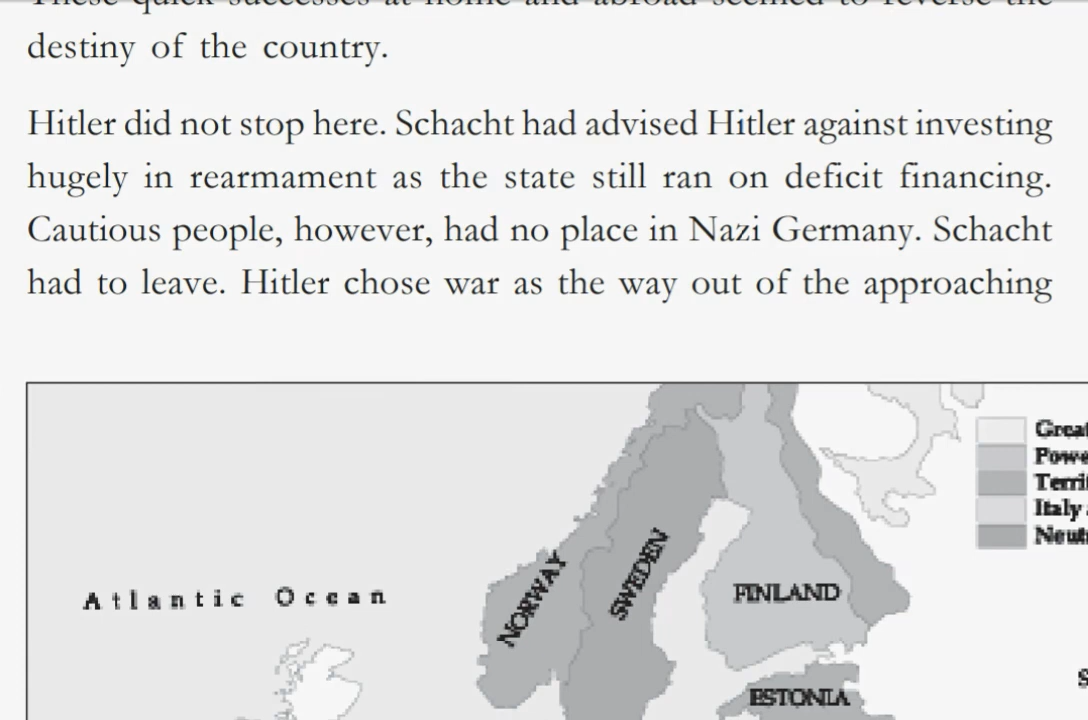 destiny of the country.
Hitler did not stop here. Schacht had advised Hitler against investing
hugely in rearmament as the state still ran on deficit financing.
Cautious people, however, had no place in Nazi Germany. Schacht
had to leave. Hitler chose war as the way out of the approaching
Italy
Atlantic Ocean
NORWAY
SWEDEN
FINLAND
ESTONIA